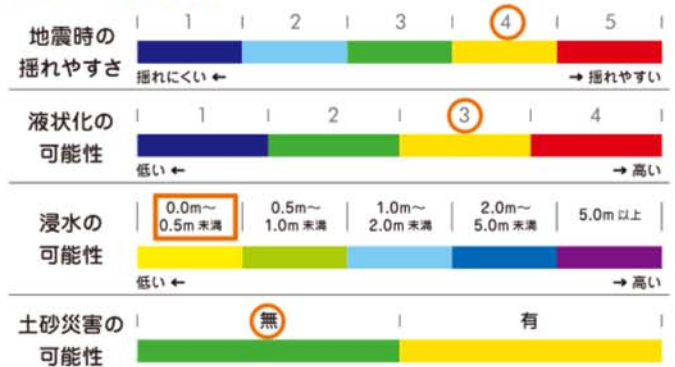 地震時の
揺れやすさ
1 2 3 4 5
揺れにくい ← → 揺れやすい
液状化の
可能性
1 2 3 4
低い ← → 高い
浸水の
可能性
0.0m～ 0.5m～ 1.0m～ 2.0m～ 5.0m 以上
0.5m 未満 1.0m 未満 2.0m 未満 5.0m 未満
低い ← → 高い
土砂災害の
可能性
無 有